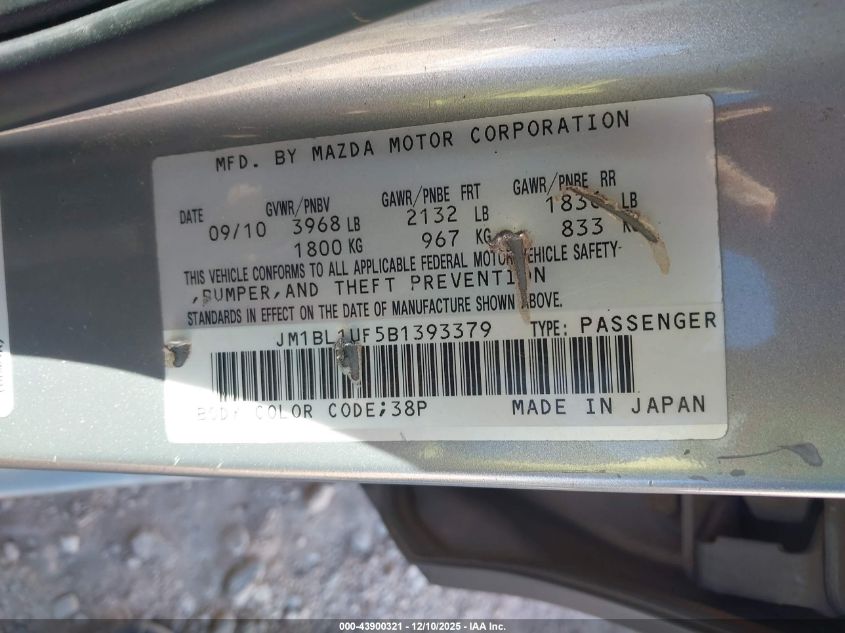 MFD. BY MAZDA MOTOR CORPORATION
DATE GVWR/PNBV GAWR/PNBE FRT GAWR/PNBE RR
09/10 3968 LB 2132 LB LB
1800 KG 967 KG 833
THIS VEHICLE CONFORMS TO ALL APPLICABLE FEDERAL MOTOR VEHICLE SAFETY
,BUMPER,AND THEFT PREVENTION
STANDARDS IN EFFECT ON THE DATE OF MANUFACTURE SHOWN ABOVE.
JM1BL1UF5B1393379 TYPE: PASSENGER
BODY COLOR CODE;38P MADE IN JAPAN
000-43900321 - 12/10/2025 - IAA Inc.